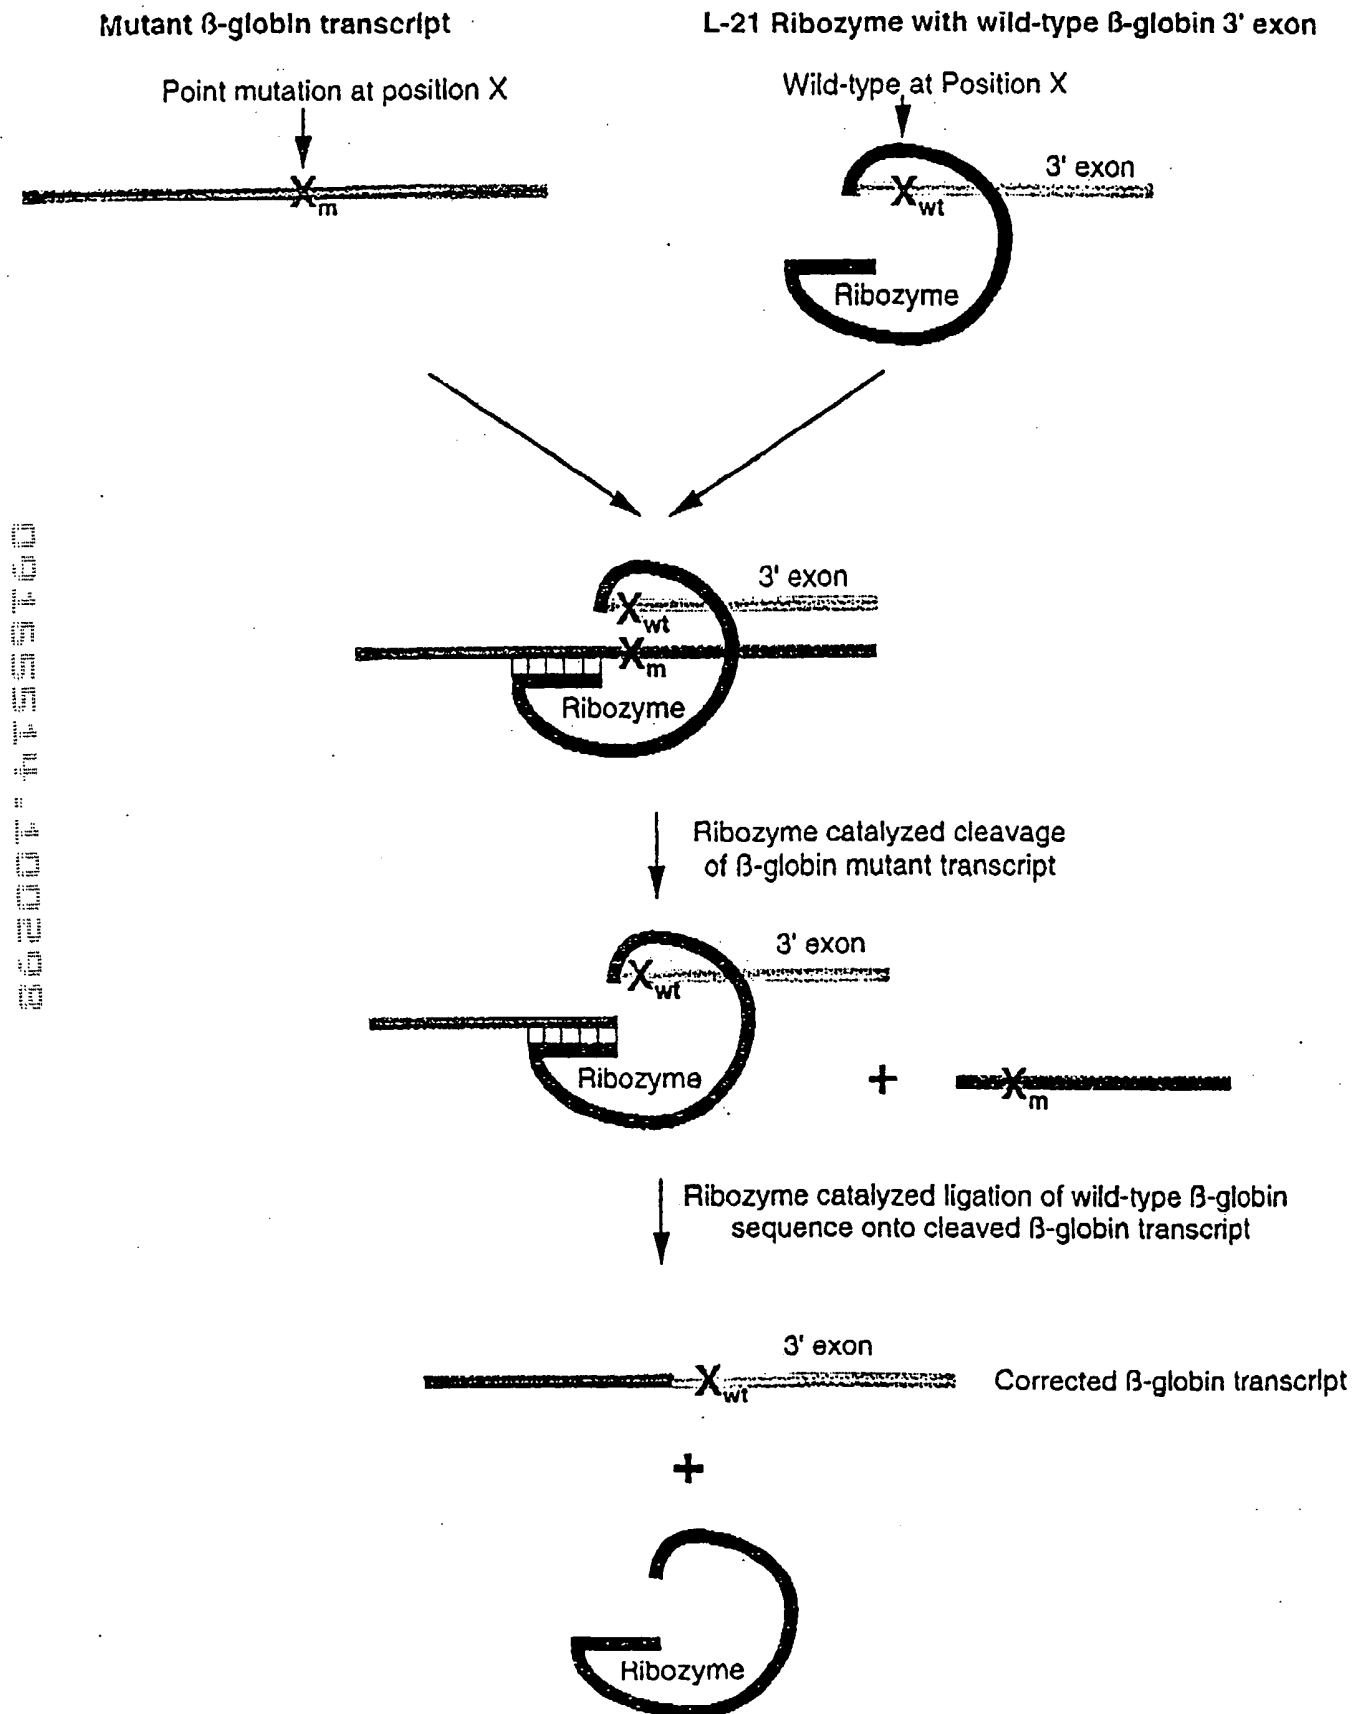 Mutant ß-globin transcript
L-21 Ribozyme with wild-type ß-globin 3' exon
Point mutation at position X
Wild-type at Position X
3' exon
Xm
Xwt
Ribozyme
3' exon
Xwt
Xm
Ribozyme
Ribozyme catalyzed cleavage
of ß-globin mutant transcript
3' exon
Xwt
Ribozyme
+
Xm
Ribozyme catalyzed ligation of wild-type ß-globin
sequence onto cleaved ß-globin transcript
3' exon
Xwt
Corrected ß-globin transcript
+
Ribozyme
09155514.100299